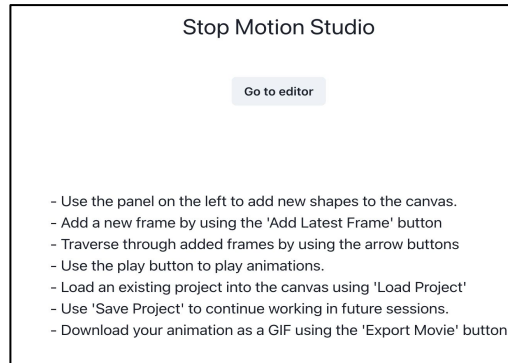 Stop Motion Studio
Go to editor
- Use the panel on the left to add new shapes to the canvas.
- Add a new frame by using the 'Add Latest Frame' button
- Traverse through added frames by using the arrow buttons
- Use the play button to play animations.
- Load an existing project into the canvas using 'Load Project'
- Use 'Save Project' to continue working in future sessions.
- Download your animation as a GIF using the 'Export Movie' button